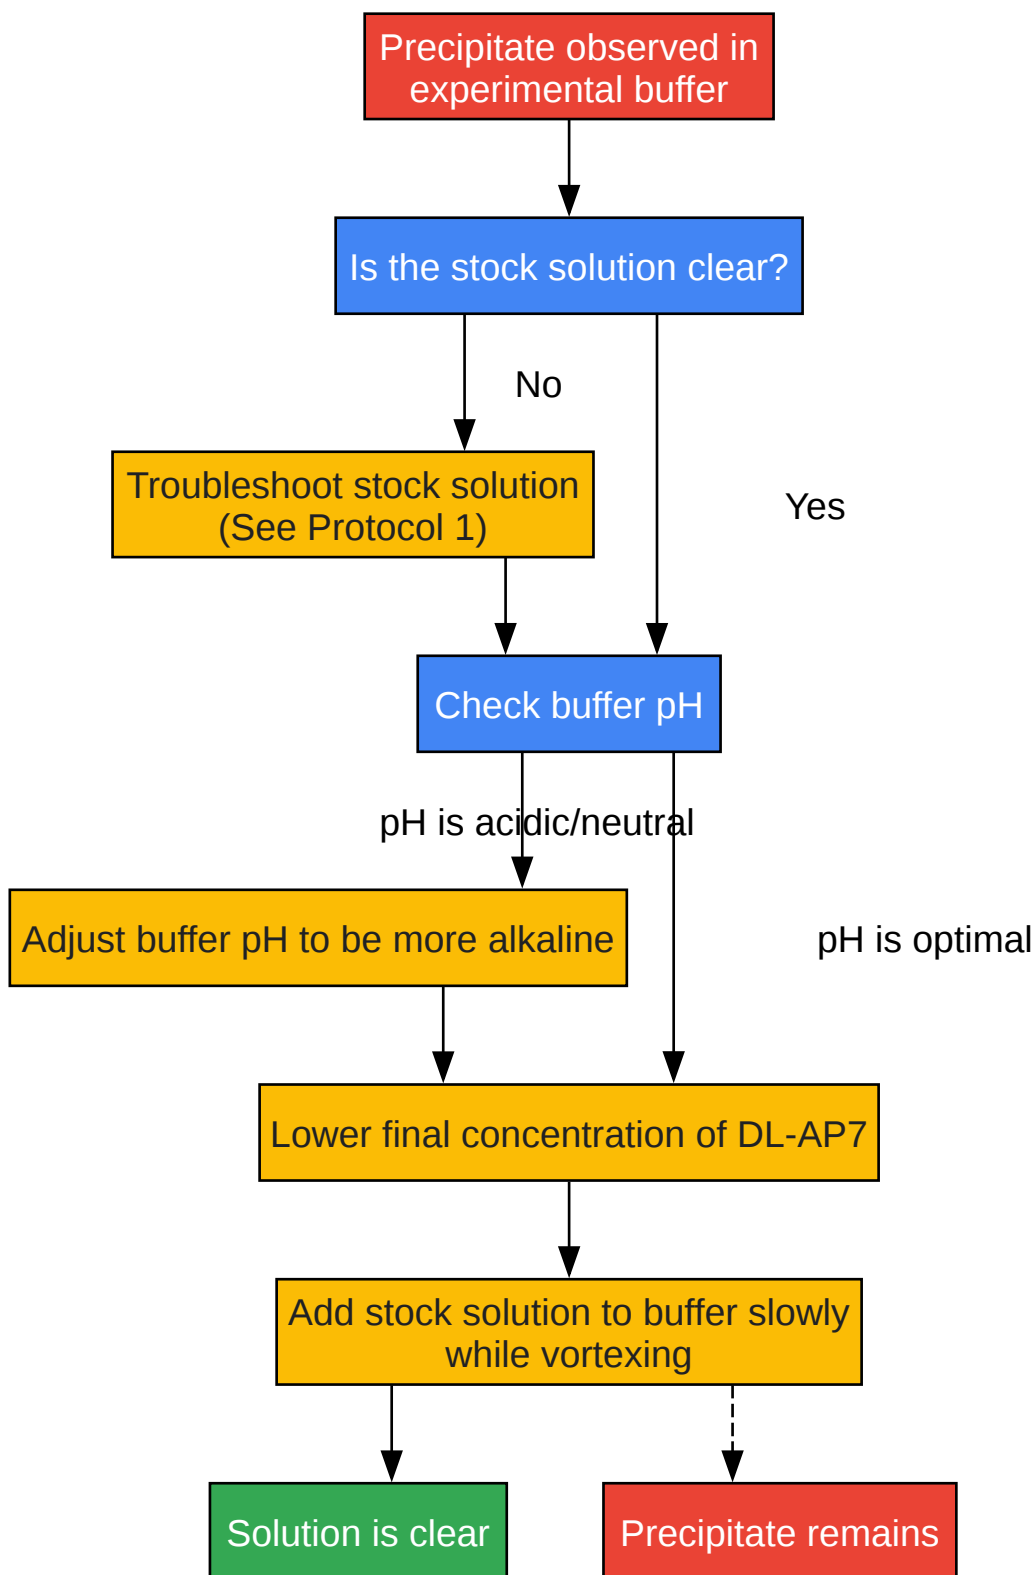 Precipitate observed in
experimental buffer
Is the stock solution clear?
No
Troubleshoot stock solution
(See Protocol 1)
Yes
Check buffer pH
pH is acidic/neutral
Adjust buffer pH to be more alkaline
pH is optimal
Lower final concentration of DL-AP7
Add stock solution to buffer slowly
while vortexing
Solution is clear
Precipitate remains